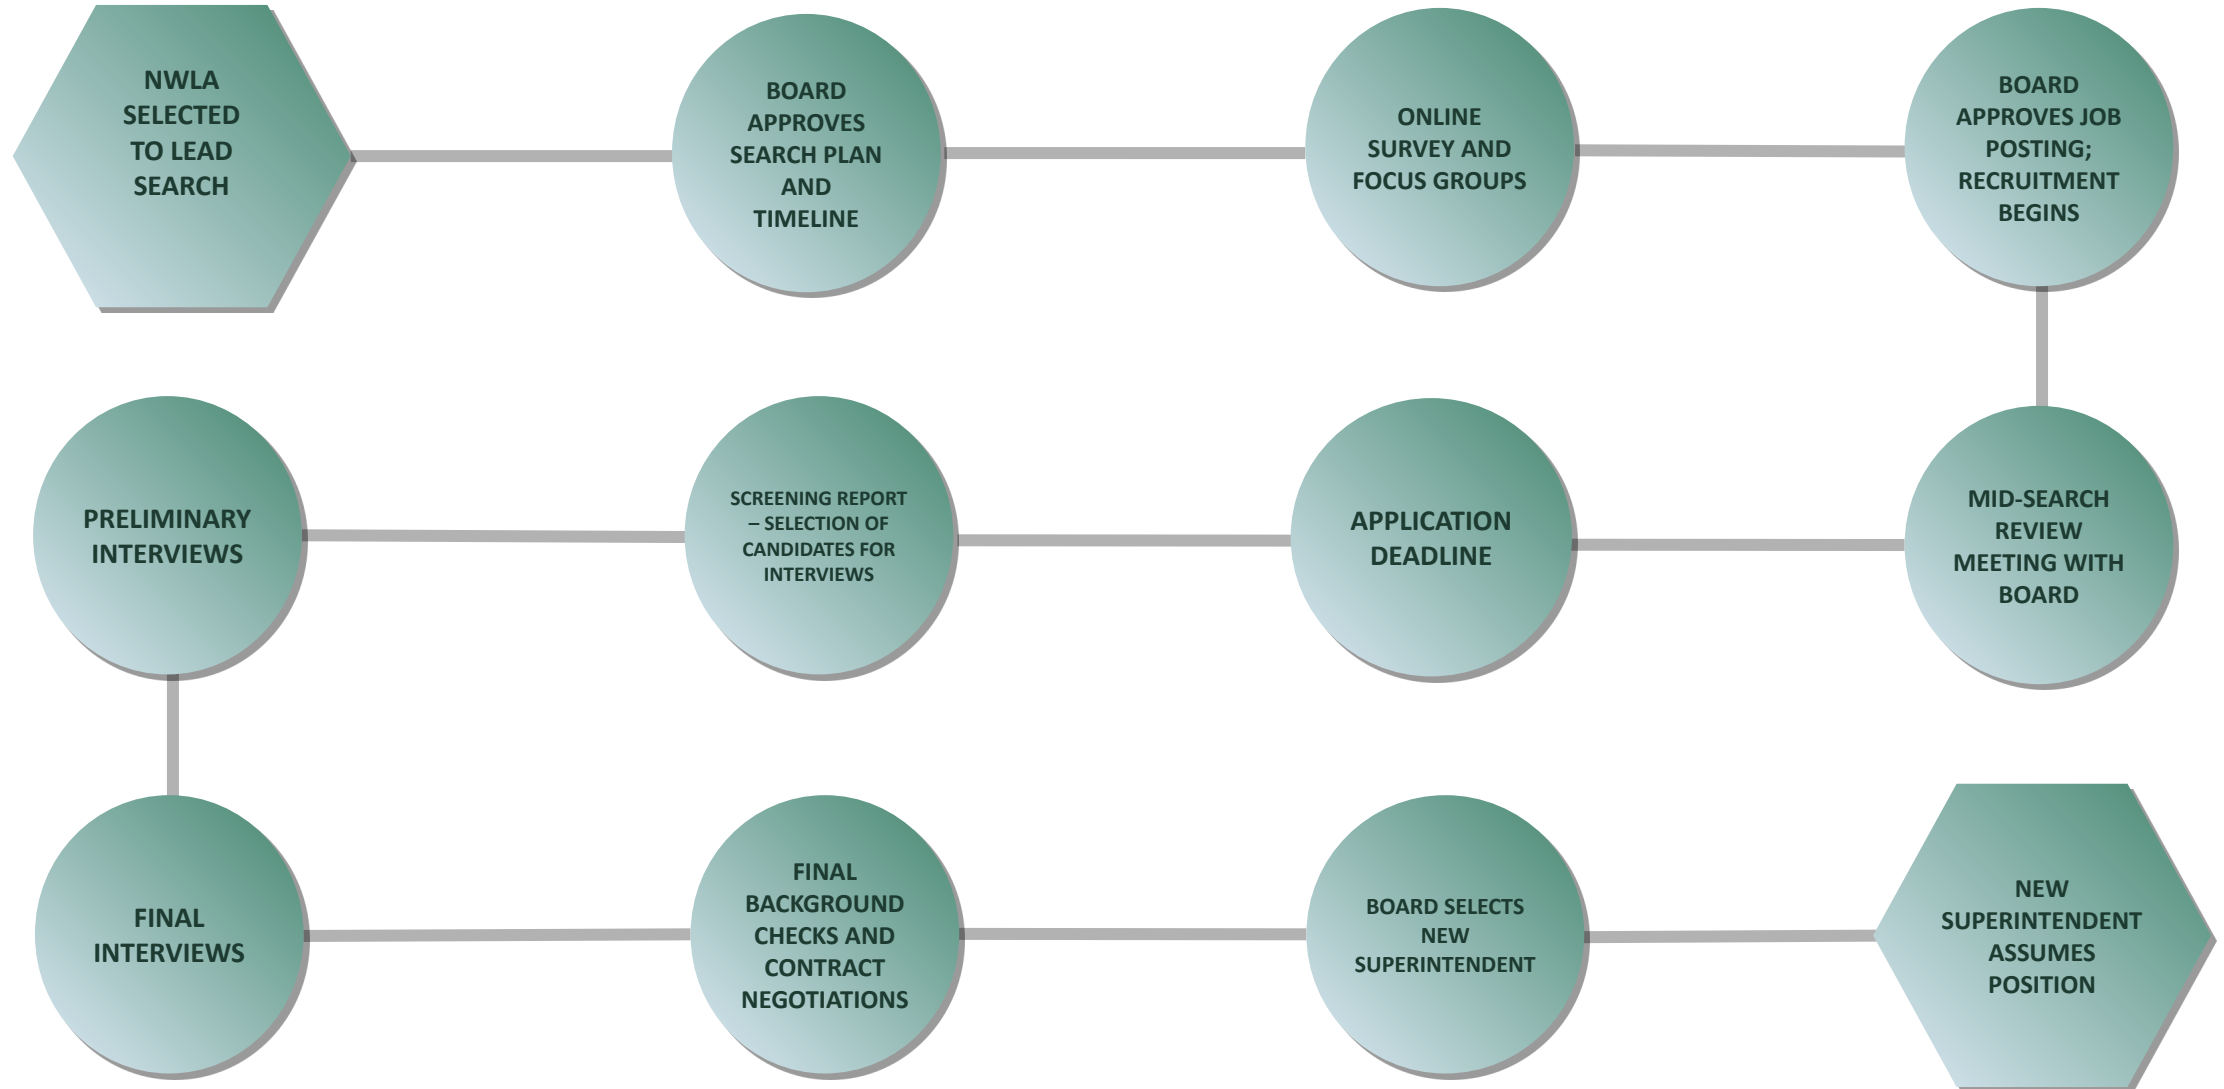 NWLA
SELECTED
TO LEAD
SEARCH
BOARD
APPROVES
SEARCH PLAN
AND
TIMELINE
ONLINE
SURVEY AND
FOCUS GROUPS
BOARD
APPROVES JOB
POSTING;
RECRUITMENT
BEGINS
MID-SEARCH
REVIEW
MEETING WITH
BOARD
APPLICATION
DEADLINE
SCREENING REPORT
– SELECTION OF
CANDIDATES FOR
INTERVIEWS
PRELIMINARY
INTERVIEWS
FINAL
INTERVIEWS
FINAL
BACKGROUND
CHECKS AND
CONTRACT
NEGOTIATIONS
BOARD SELECTS
NEW
SUPERINTENDENT
NEW
SUPERINTENDENT
ASSUMES
POSITION